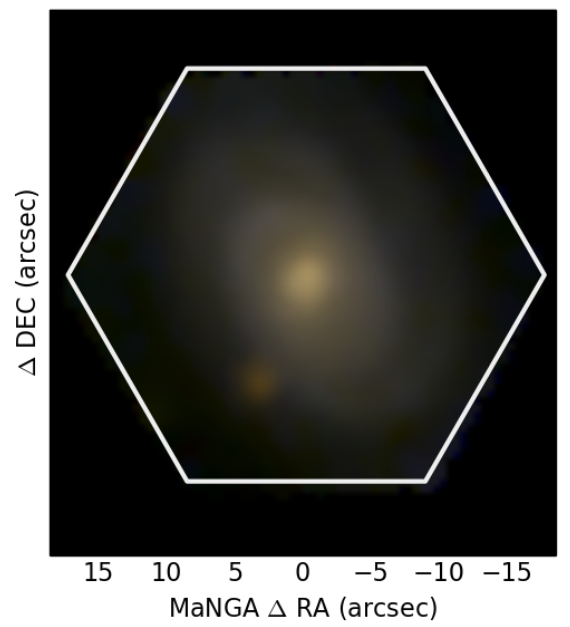 Δ DEC (arcsec)
15 10 5 0 −5 −10 −15
MaNGA Δ RA (arcsec)